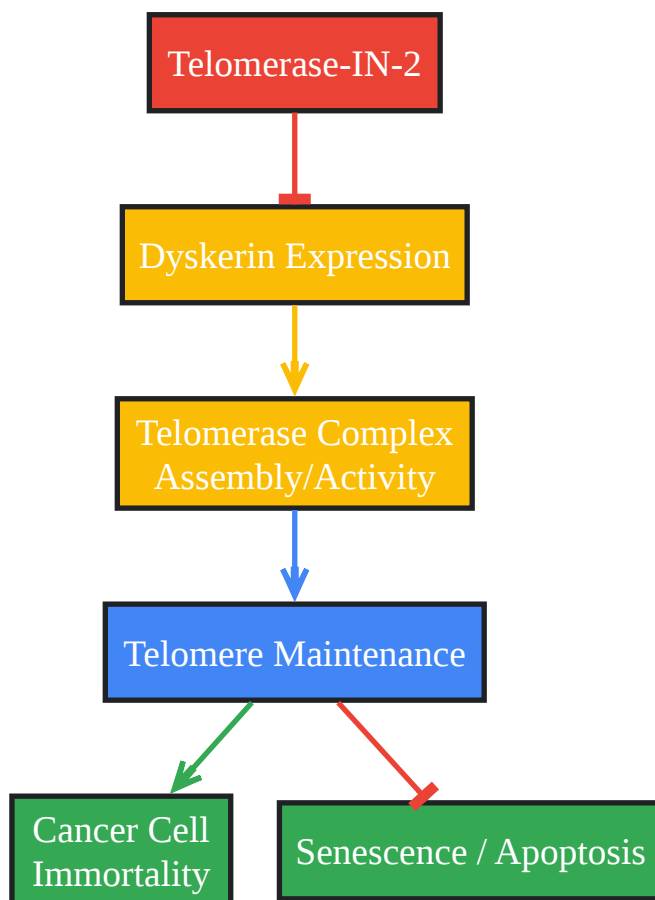 Telomerase-IN-2
Dyskerin Expression
Telomerase Complex
Assembly/Activity
Telomere Maintenance
Cancer Cell
Immortality
Senescence / Apoptosis